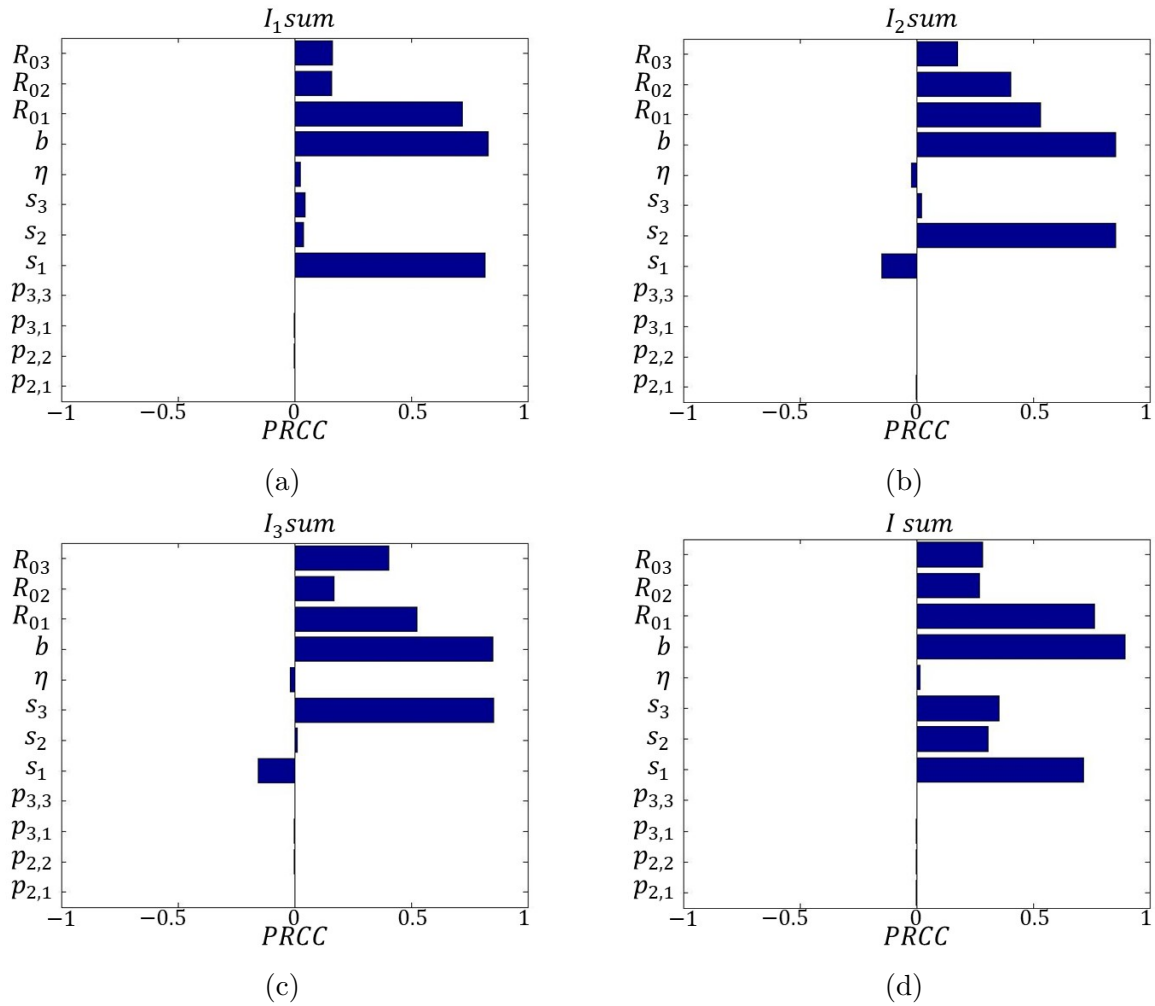 I₁sum
R₀₃
R₀₂
R₀₁
b
η
s₃
s₂
s₁
p₃,₃
p₃,₁
p₂,₂
p₂,₁
−1 −0.5 0 0.5 1
PRCC
(a)
I₂sum
R₀₃
R₀₂
R₀₁
b
η
s₃
s₂
s₁
p₃,₃
p₃,₁
p₂,₂
p₂,₁
−1 −0.5 0 0.5 1
PRCC
(b)
I₃sum
R₀₃
R₀₂
R₀₁
b
η
s₃
s₂
s₁
p₃,₃
p₃,₁
p₂,₂
p₂,₁
−1 −0.5 0 0.5 1
PRCC
(c)
I sum
R₀₃
R₀₂
R₀₁
b
η
s₃
s₂
s₁
p₃,₃
p₃,₁
p₂,₂
p₂,₁
−1 −0.5 0 0.5 1
PRCC
(d)